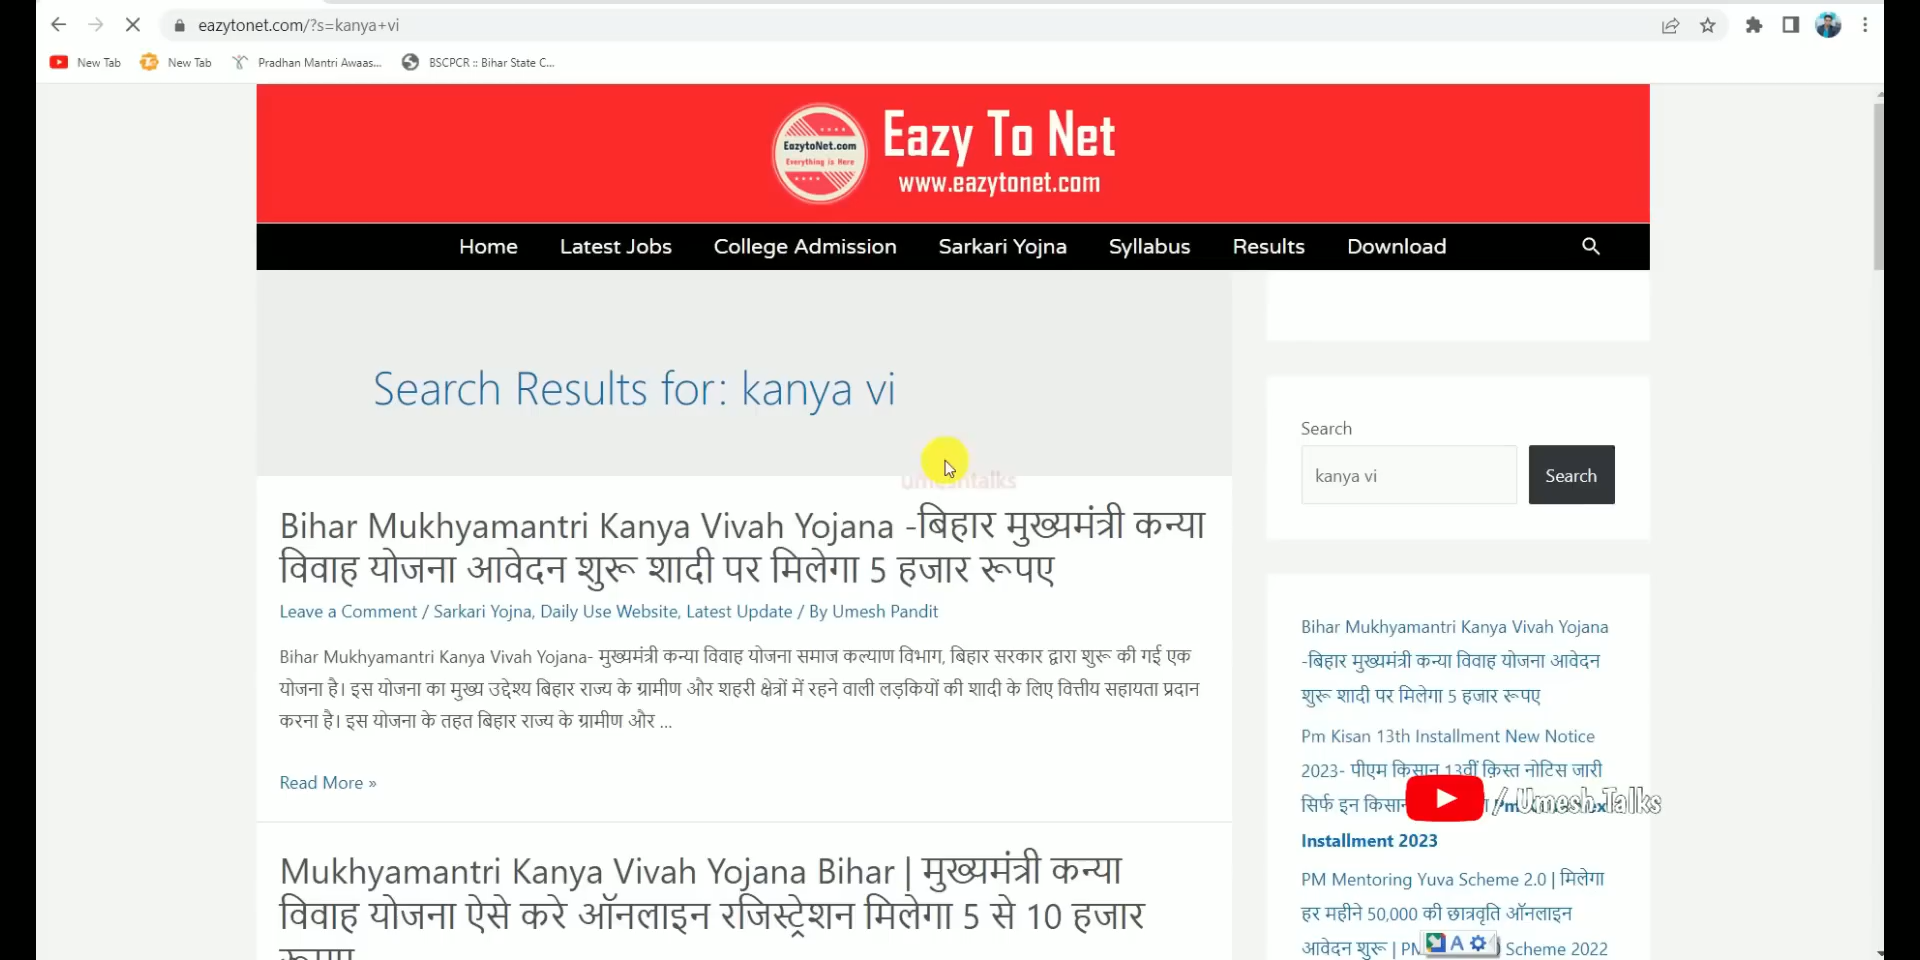 eazytonet.com/?s=kanya+vi
New Tab
New Tab
Pradhan Mantri Awaas...
BSCPCR :: Bihar State C...
EazytoNet.com
Everything is Here
Eazy To Net
www.eazytonet.com
Home
Latest Jobs
College Admission
Sarkari Yojna
Syllabus
Results
Download
Search Results for: kanya vi
umeshtalks
Bihar Mukhyamantri Kanya Vivah Yojana -बिहार मुख्यमंत्री कन्या
विवाह योजना आवेदन शुरू शादी पर मिलेगा 5 हजार रूपए
Leave a Comment / Sarkari Yojna, Daily Use Website, Latest Update / By Umesh Pandit
Bihar Mukhyamantri Kanya Vivah Yojana- मुख्यमंत्री कन्या विवाह योजना समाज कल्याण विभाग, बिहार सरकार द्वारा शुरू की गई एक
योजना है। इस योजना का मुख्य उद्देश्य बिहार राज्य के ग्रामीण और शहरी क्षेत्रों में रहने वाली लड़कियों की शादी के लिए वित्तीय सहायता प्रदान
करना है। इस योजना के तहत बिहार राज्य के ग्रामीण और ...
Read More »
Mukhyamantri Kanya Vivah Yojana Bihar | मुख्यमंत्री कन्या
विवाह योजना ऐसे करे ऑनलाइन रजिस्ट्रेशन मिलेगा 5 से 10 हजार
रूपए
Search
kanya vi
Search
Bihar Mukhyamantri Kanya Vivah Yojana
-बिहार मुख्यमंत्री कन्या विवाह योजना आवेदन
शुरू शादी पर मिलेगा 5 हजार रूपए
Pm Kisan 13th Installment New Notice
2023- पीएम किसान 13वीं क़िस्त नोटिस जारी
सिर्फ इन
/ Umesh Talks
Installment 2023
PM Mentoring Yuva Scheme 2.0 | मिलेगा
हर महीने 50,000 की छात्रवृति ऑनलाइन
आवेदन शुरू |
Scheme 2022
A